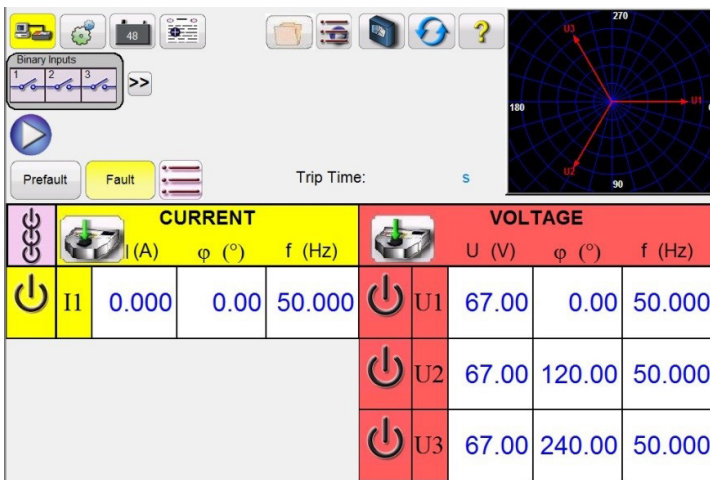 48
?
Binary Inputs
1 2 3
>>
Prefault
Fault
Trip Time:
s
270
U3
180
U1
U2
90
CURRENT
I (A) φ (°) f (Hz)
VOLTAGE
U (V) φ (°) f (Hz)
I1 0.000 0.00 50.000
U1 67.00 0.00 50.000
U2 67.00 120.00 50.000
U3 67.00 240.00 50.000